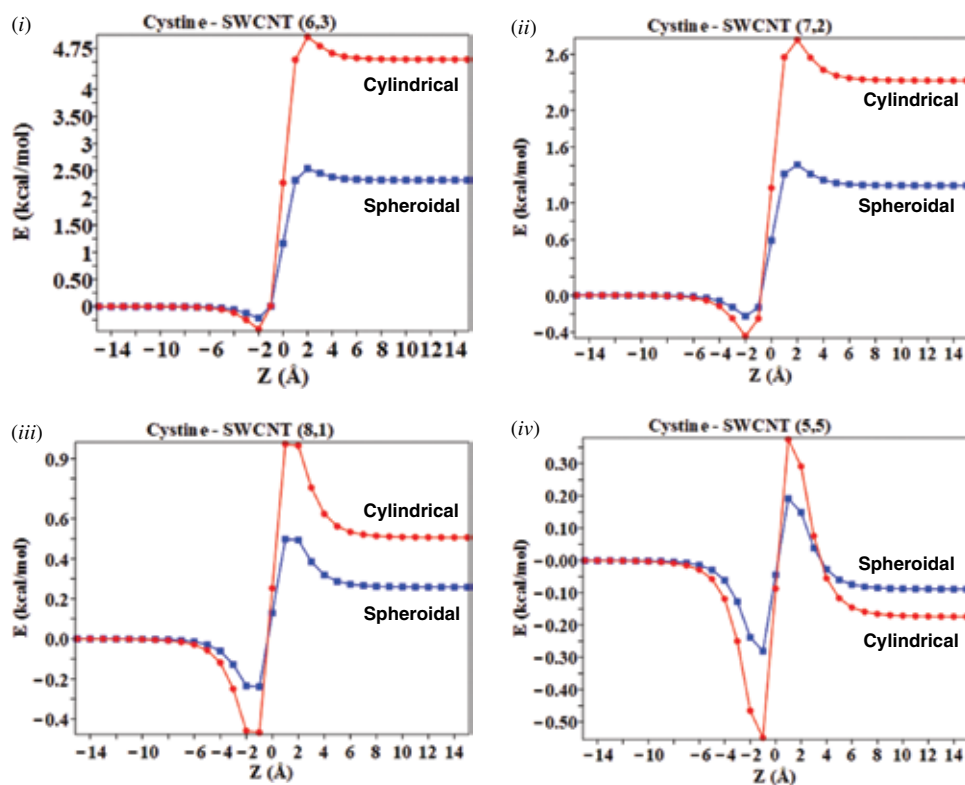 (i)
Cystine - SWCNT (6,3)
4.75
4
3.50
3
2.50
2
1.50
1
0.50
0
E (kcal/mol)
Cylindrical
Spheroidal
−14 −10 −6 −2 0 2 4 6 8 10 12 14
Z (Å)
(ii)
Cystine - SWCNT (7,2)
2.6
2.0
1.6
1.2
0.6
0.0
−0.4
E (kcal/mol)
Cylindrical
Spheroidal
−14 −10 −6 −4 −2 0 2 4 6 8 10 12 14
Z (Å)
(iii)
Cystine - SWCNT (8,1)
0.9
0.6
0.4
0.2
0.0
−0.4
E (kcal/mol)
Cylindrical
Spheroidal
−14 −10 −6 −4 −2 0 2 4 6 8 10 12 14
Z (Å)
(iv)
Cystine - SWCNT (5,5)
0.30
0.20
0.10
−0.00
−0.10
−0.20
−0.30
−0.50
E (kcal/mol)
Spheroidal
Cylindrical
−14 −10 −6 −4 −2 0 2 4 6 8 10 12 14
Z (Å)